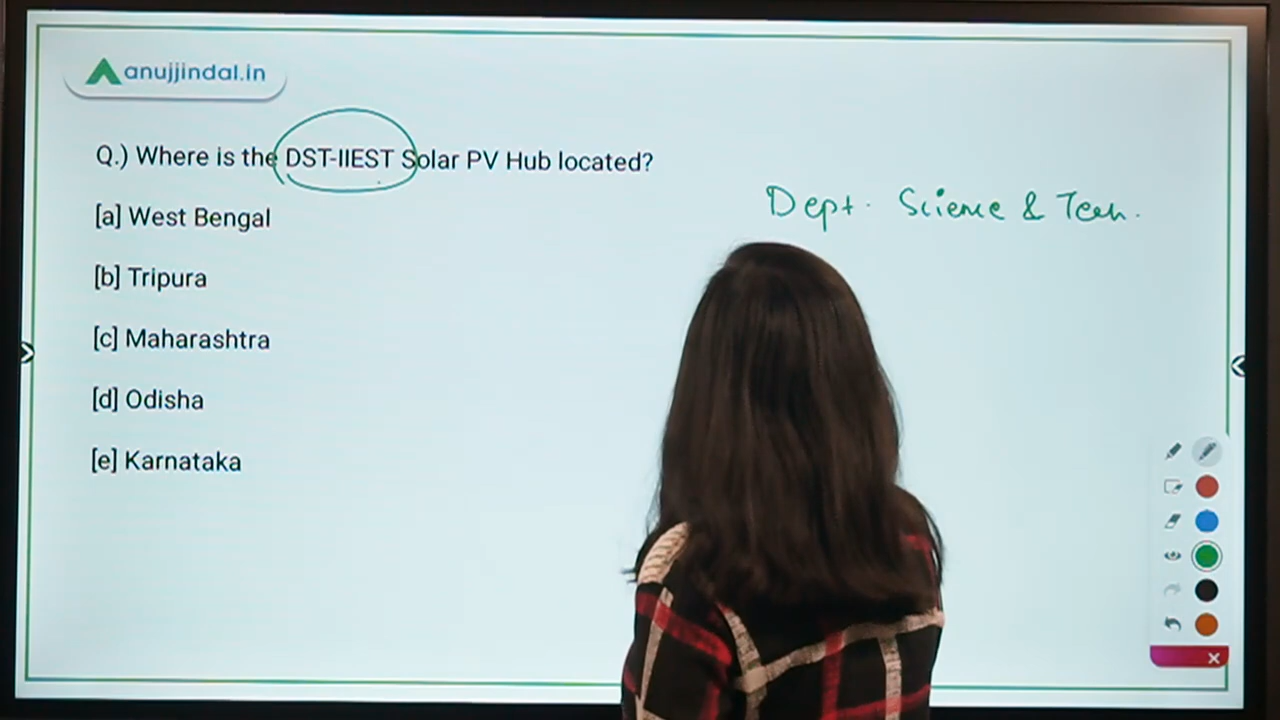 anujjindal.in
Q.) Where is the DST-IIEST Solar PV Hub located?
Dept. Science & Tech.
[a] West Bengal
[b] Tripura
[c] Maharashtra
[d] Odisha
[e] Karnataka